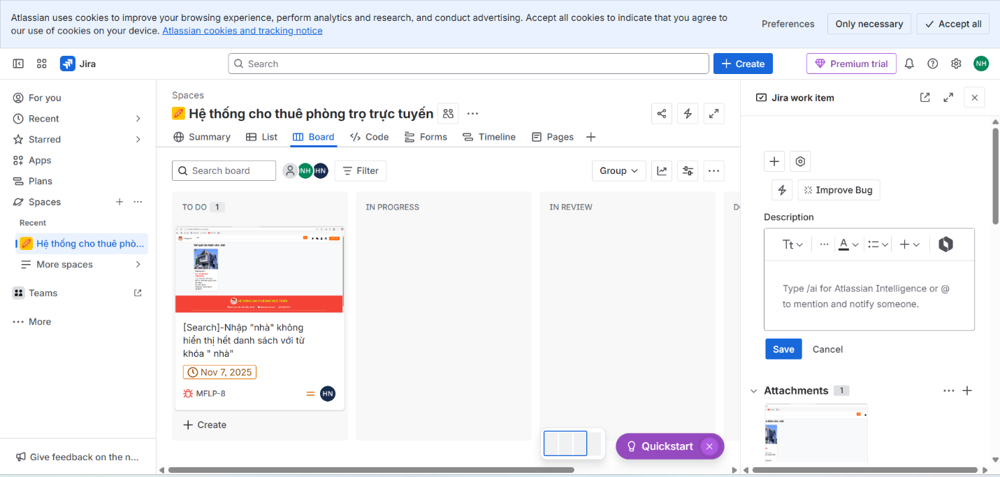 Atlassian uses cookies to improve your browsing experience, perform analytics and research, and conduct advertising. Accept all cookies to indicate that you agree to
our use of cookies on your device. Atlassian cookies and tracking notice
Preferences
Only necessary
Accept all
Jira
Search
Create
Premium trial
NH
For you
Recent
Starred
Apps
Plans
Spaces
Recent
Hệ thống cho thuê phò...
More spaces
Teams
More
Give feedback on the n...
Spaces
Hệ thống cho thuê phòng trọ trực tuyến
Summary
List
Board
Code
Forms
Timeline
Pages
Search board
NH
HN
Filter
Group
TO DO 1
IN PROGRESS
IN REVIEW
HỆ THỐNG CHO THUÊ NHÀ TRỰC TUYẾN
[Search]-Nhập "nhà" không
hiển thị hết danh sách với từ
khóa " nhà"
Nov 7, 2025
MFLP-8
HN
Create
Quickstart
Jira work item
Improve Bug
Description
Tt
A
Type /ai for Atlassian Intelligence or @
to mention and notify someone.
Save
Cancel
Attachments 1